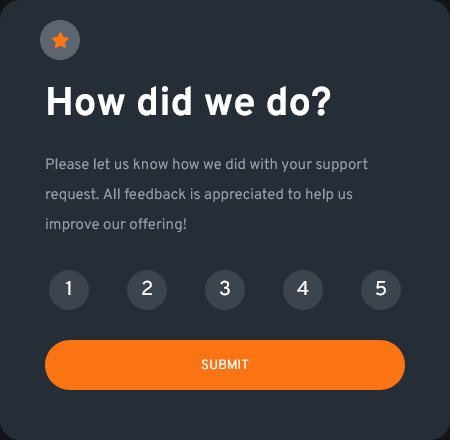 How did we do?
Please let us know how we did with your support
request. All feedback is appreciated to help us
improve our offering!
1 2 3 4 5
SUBMIT